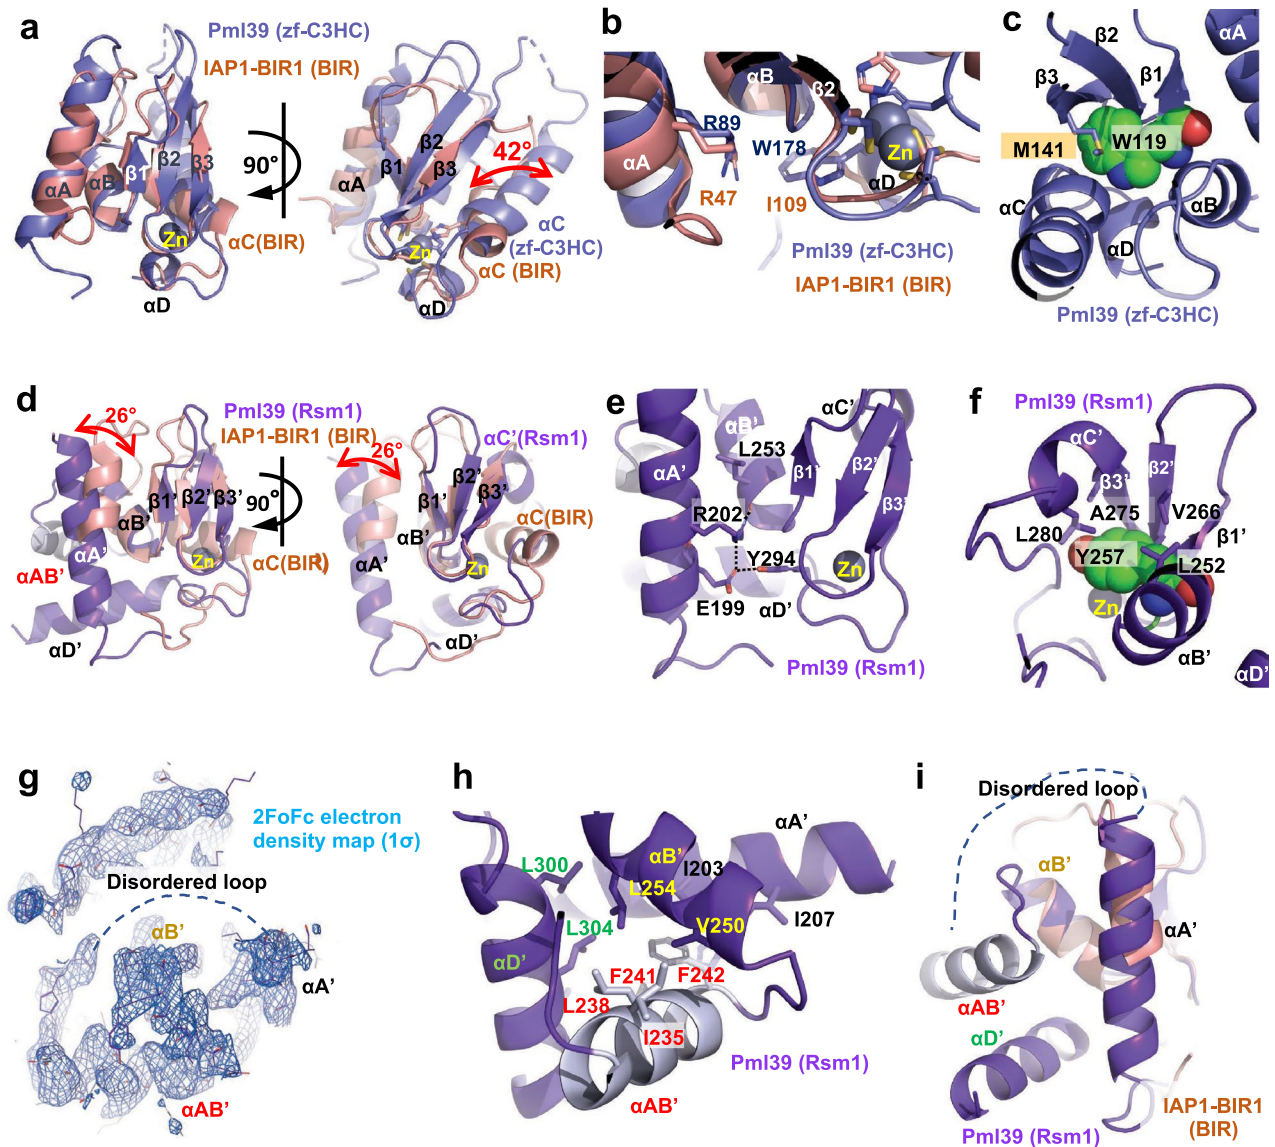 a
Pml39 (zf-C3HC)
IAP1-BIR1 (BIR)
αA
αB
β1
β2
β3
90°
Zn
αC(BIR)
αD
αA
β1
β2
β3
42°
Zn
αC
(zf-C3HC)
αC (BIR)
αD
b
αB
β2
R89
αA
W178
Zn
αD
R47
I109
Pml39 (zf-C3HC)
IAP1-BIR1 (BIR)
c
β2
αA
β3
β1
M141
W119
αC
αB
αD
Pml39 (zf-C3HC)
d
26°
Pml39 (Rsm1)
IAP1-BIR1 (BIR)
β1'
β2'
β3'
90°
αB'
αA'
Zn
αC(BIR)
αAB'
αD'
26°
αC'(Rsm1)
β2'
β1'
β3'
αB'
αC(BIR)
αA'
Zn
αD'
e
αC'
αB'
L253
αA'
β1'
β2'
β3'
R202
Y294
Zn
E199
αD'
Pml39 (Rsm1)
f
Pml39 (Rsm1)
αC'
β2'
β3'
A275
V266
L280
β1'
Y257
L252
Zn
αB'
αD'
g
2FoFc electron
density map (1σ)
Disordered loop
αB'
αA'
αAB'
h
αA'
αB'
L300
I203
L254
I207
L304
V250
αD'
F241
F242
L238
I235
Pml39 (Rsm1)
αAB'
i
Disordered loop
αB'
αA'
αAB'
αD'
IAP1-BIR1
(BIR)
Pml39 (Rsm1)